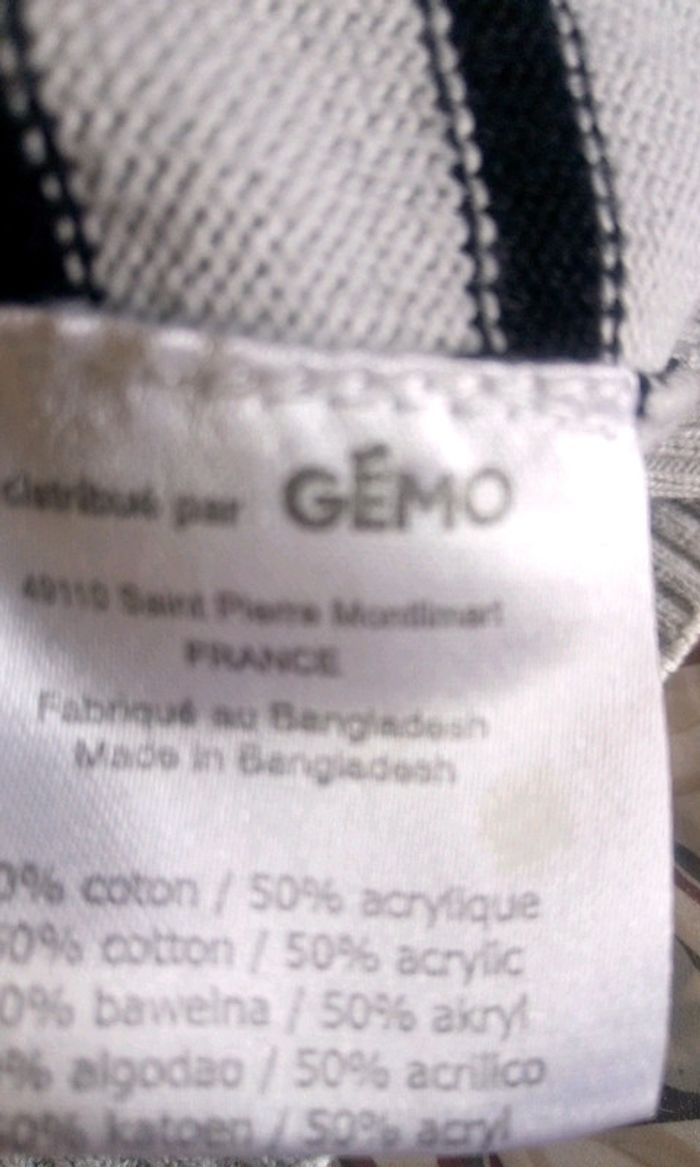 distribué par GÉMO
49110 Saint Pierre Montlimart
FRANCE
Fabriqué au Bangladesh
Made in Bangladesh
0% coton / 50% acrylique
50% cotton / 50% acrylic
0% bawelna / 50% akryl
% algodao / 50% acrilico
50% katoen / 50% acryl